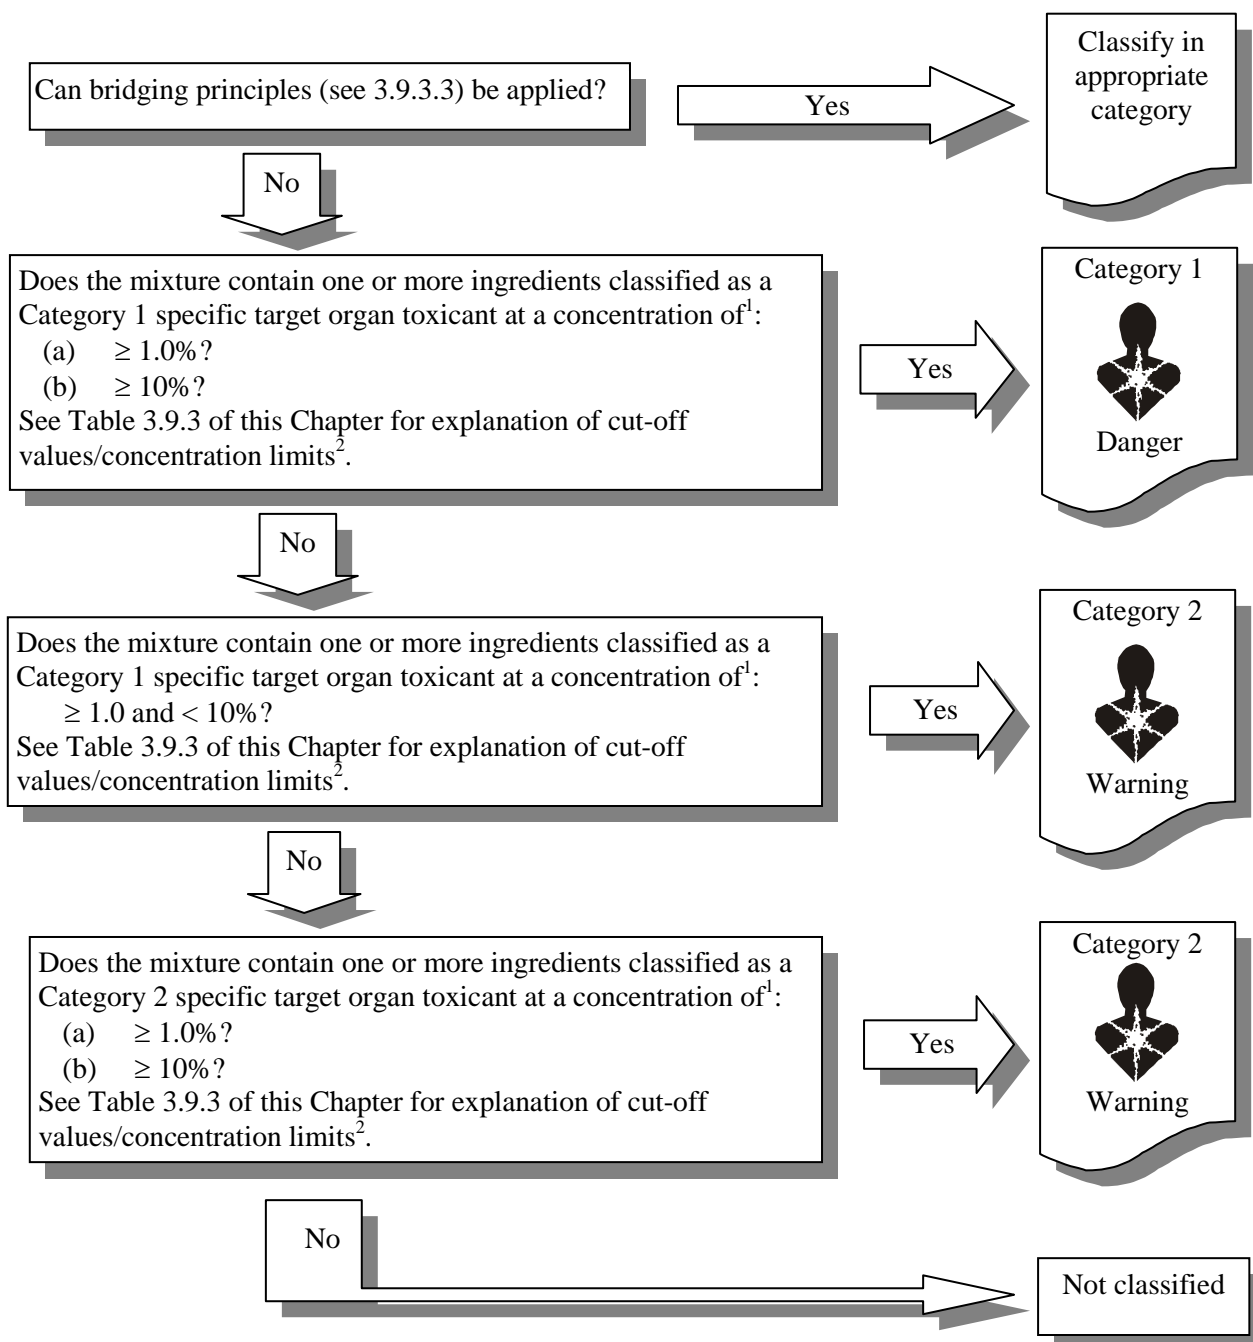 Can bridging principles (see 3.9.3.3) be applied?
Yes
Classify in
appropriate
category
No
Does the mixture contain one or more ingredients classified as a
Category 1 specific target organ toxicant at a concentration of¹:
(a) ≥ 1.0%?
(b) ≥ 10%?
See Table 3.9.3 of this Chapter for explanation of cut-off
values/concentration limits².
Yes
Category 1
Danger
No
Does the mixture contain one or more ingredients classified as a
Category 1 specific target organ toxicant at a concentration of¹:
≥ 1.0 and < 10%?
See Table 3.9.3 of this Chapter for explanation of cut-off
values/concentration limits².
Yes
Category 2
Warning
No
Does the mixture contain one or more ingredients classified as a
Category 2 specific target organ toxicant at a concentration of¹:
(a) ≥ 1.0%?
(b) ≥ 10%?
See Table 3.9.3 of this Chapter for explanation of cut-off
values/concentration limits².
Yes
Category 2
Warning
No
Not classified